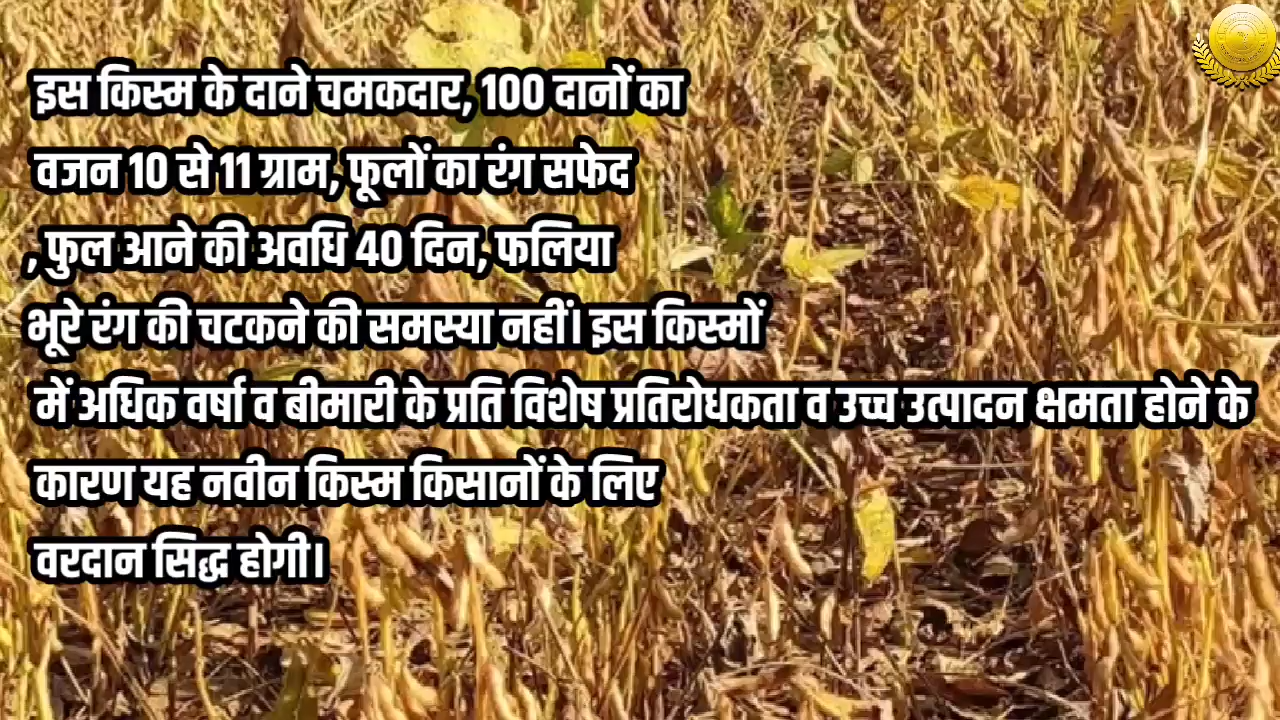 इस किस्म के दाने चमकदार, 100 दानों का
वजन 10 से 11 ग्राम, फूलों का रंग सफेद
, फुल आने की अवधि 40 दिन, फलिया
भूरे रंग की चटकने की समस्या नहीं। इस किस्मों
में अधिक वर्षा व बीमारी के प्रति विशेष प्रतिरोधकता व उच्च उत्पादन क्षमता होने के
कारण यह नवीन किस्म किसानों के लिए
वरदान सिद्ध होगी।